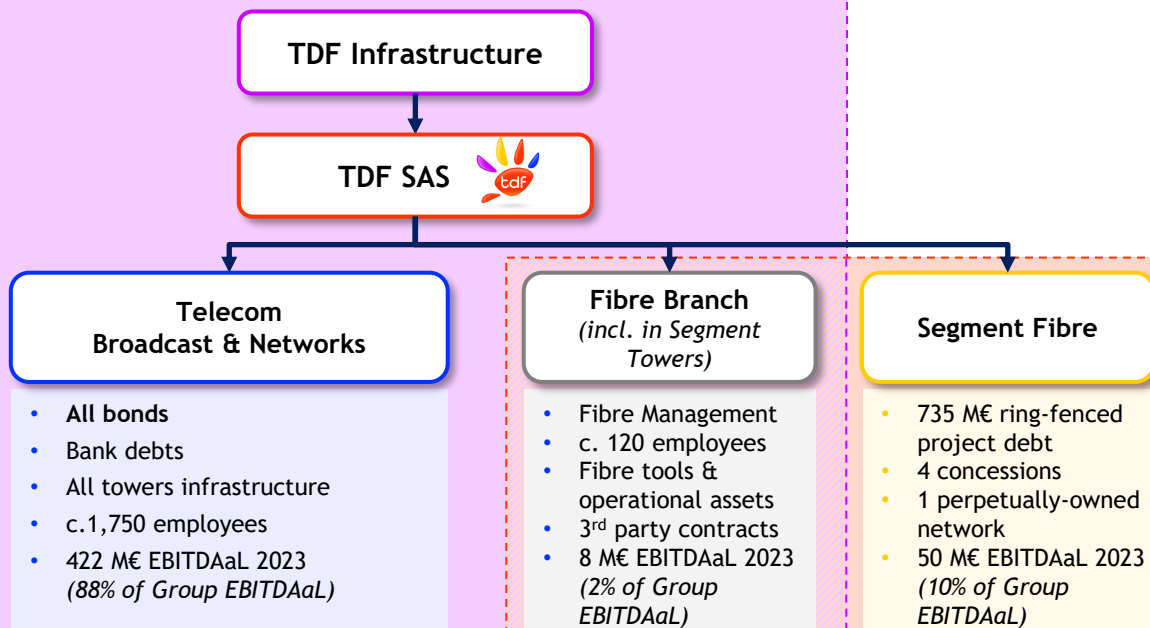 TDF Infrastructure
TDF SAS
tdf
Telecom
Broadcast & Networks
• All bonds
• Bank debts
• All towers infrastructure
• c.1,750 employees
• 422 M€ EBITDAaL 2023
(88% of Group EBITDAaL)
Fibre Branch
(incl. in Segment
Towers)
• Fibre Management
• c. 120 employees
• Fibre tools &
operational assets
• 3rd party contracts
• 8 M€ EBITDAaL 2023
(2% of Group
EBITDAaL)
Segment Fibre
• 735 M€ ring-fenced
project debt
• 4 concessions
• 1 perpetually-owned
network
• 50 M€ EBITDAaL 2023
(10% of Group
EBITDAaL)